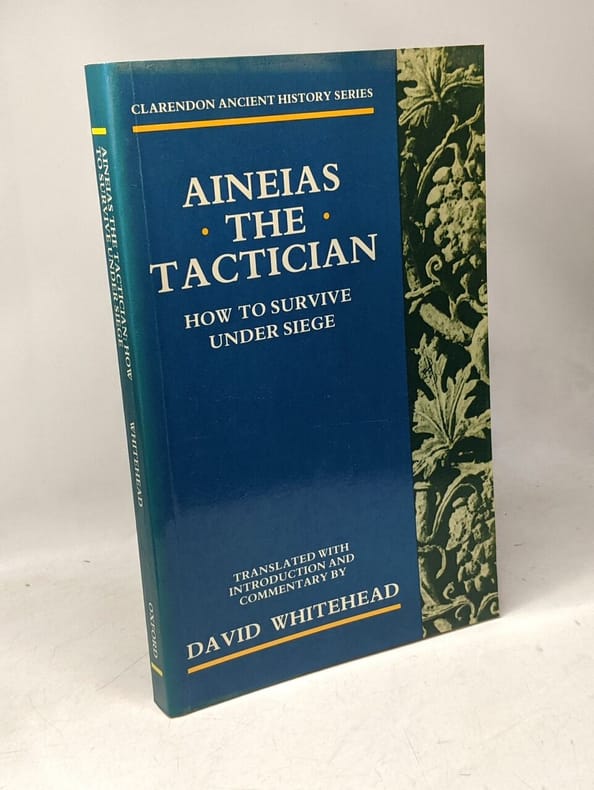 CLARENDON ANCIENT HISTORY SERIES
AINEIAS
· THE ·
TACTICIAN
HOW TO SURVIVE
UNDER SIEGE
TRANSLATED WITH
INTRODUCTION AND
COMMENTARY BY
DAVID WHITEHEAD
AINEIAS THE TACTICIAN: HOW
TO SURVIVE UNDER SIEGE
WHITEHEAD
OXFORD